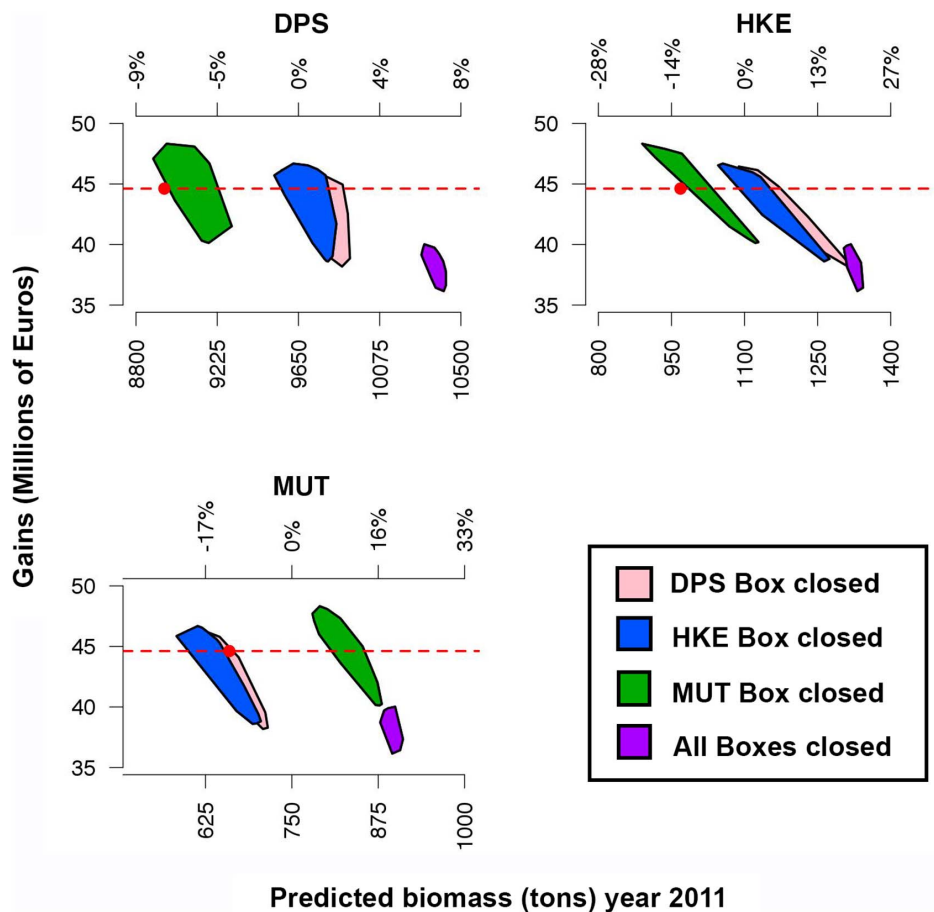 DPS
-9% -5% 0% 4% 8%
50
45
40
35
8800 9225 9650 10075 10500
HKE
-28% -14% 0% 13% 27%
50
45
40
35
800 950 1100 1250 1400
MUT
-17% 0% 16% 33%
50
45
40
35
625 750 875 1000
Gains (Millions of Euros)
DPS Box closed
HKE Box closed
MUT Box closed
All Boxes closed
Predicted biomass (tons) year 2011